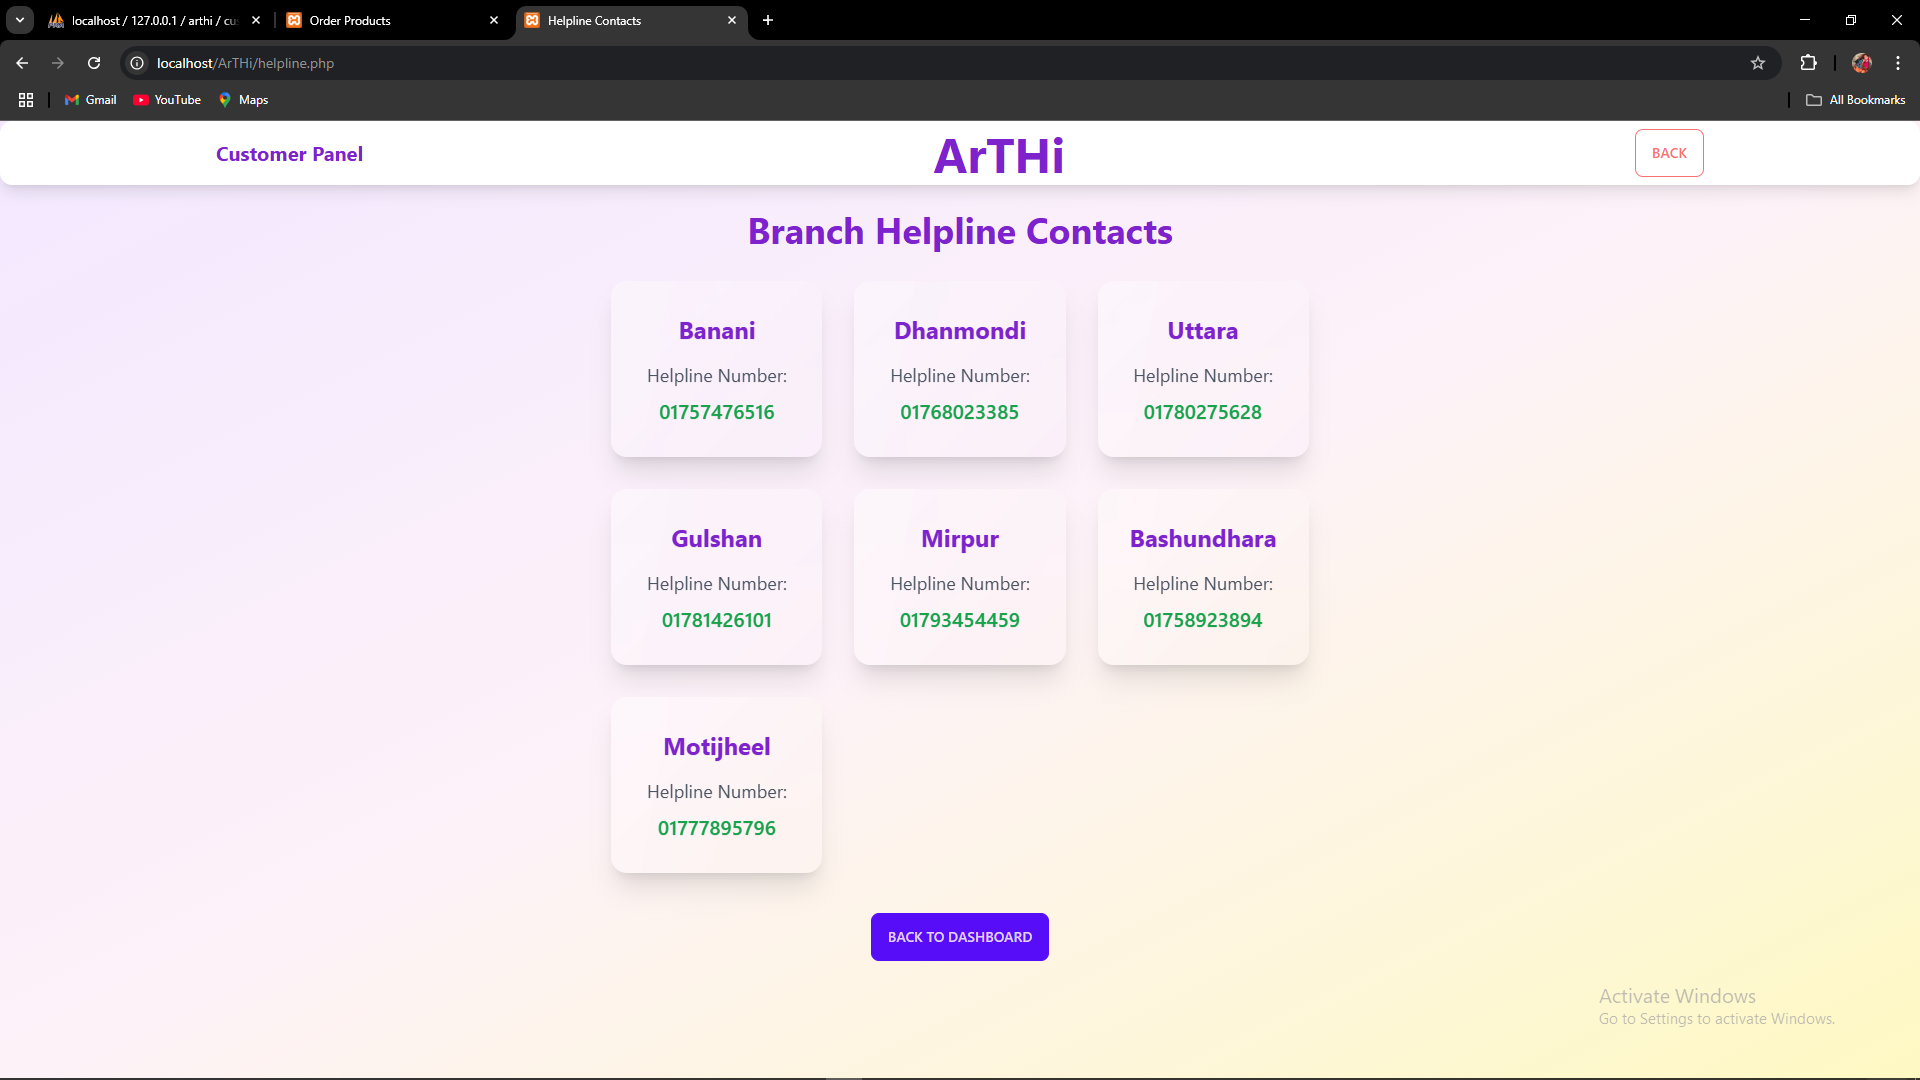 localhost / 127.0.0.1 / arthi / cu
Order Products
Helpline Contacts
localhost/ArTHi/helpline.php
Gmail
YouTube
Maps
All Bookmarks
Customer Panel
ArTHi
BACK
Branch Helpline Contacts
Banani
Helpline Number:
01757476516
Dhanmondi
Helpline Number:
01768023385
Uttara
Helpline Number:
01780275628
Gulshan
Helpline Number:
01781426101
Mirpur
Helpline Number:
01793454459
Bashundhara
Helpline Number:
01758923894
Motijheel
Helpline Number:
01777895796
BACK TO DASHBOARD
Activate Windows
Go to Settings to activate Windows.